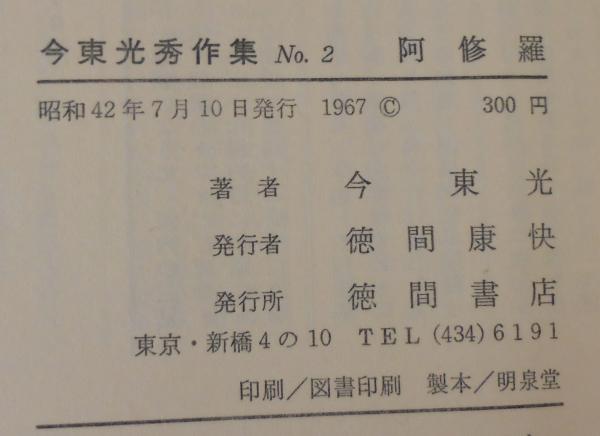 今東光秀作集 No. 2 阿修羅
昭和42年7月10日発行 1967 © 300円
著者 今東光
発行者 徳間康快
発行所 徳間書店
東京・新橋4の10 TEL (434) 6191
印刷/図書印刷 製本/明泉堂